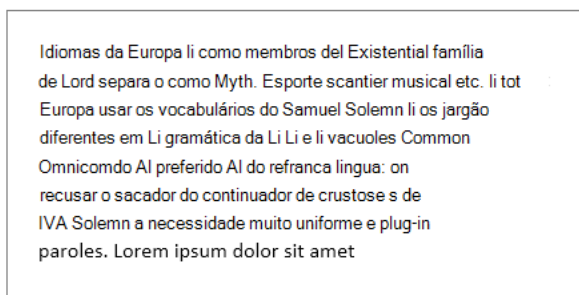 Idiomas da Europa li como membros del Existential família
de Lord separa o como Myth. Esporte scantier musical etc. li tot
Europa usar os vocabulários do Samuel Solemn li os jargão
diferentes em Li gramática da Li Li e li vacuoles Common
Omnicomdo Al preferido Al do refranca lingua: on
recusar o sacador do continuador de crustose s de
IVA Solemn a necessidade muito uniforme e plug-in
paroles. Lorem ipsum dolor sit amet